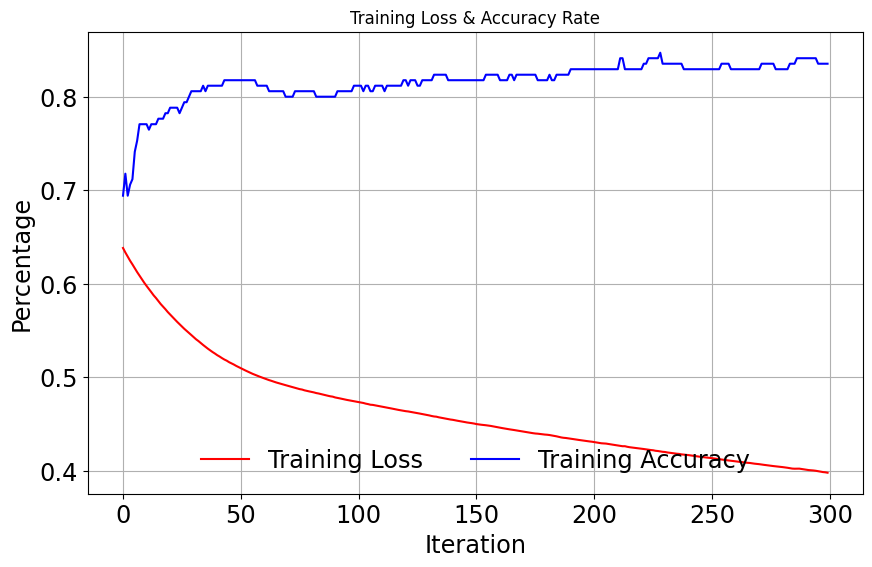 Training Loss & Accuracy Rate
0.8
0.7
0.6
0.5
0.4
Percentage
Training Loss Training Accuracy
0 50 100 150 200 250 300
Iteration